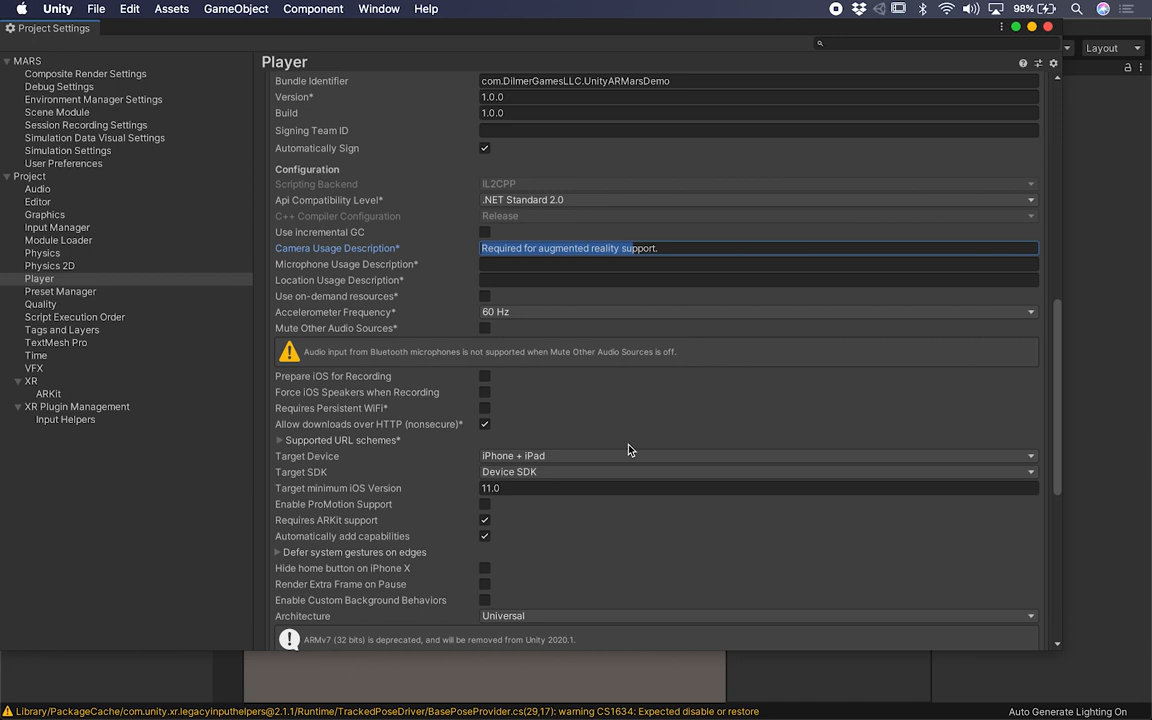 Unity File Edit Assets GameObject Component Window Help 98%
Project Settings
Layout
MARS
Composite Render Settings
Debug Settings
Environment Manager Settings
Scene Module
Session Recording Settings
Simulation Data Visual Settings
Simulation Settings
User Preferences
Project
Audio
Editor
Graphics
Input Manager
Module Loader
Physics
Physics 2D
Player
Preset Manager
Quality
Script Execution Order
Tags and Layers
TextMesh Pro
Time
VFX
XR
ARKit
XR Plugin Management
Input Helpers
Player
Bundle Identifier com.DilmerGamesLLC.UnityARMarsDemo
Version* 1.0.0
Build 1.0.0
Signing Team ID
Automatically Sign
Configuration
Scripting Backend IL2CPP
Api Compatibility Level* .NET Standard 2.0
C++ Compiler Configuration Release
Use incremental GC
Camera Usage Description* Required for augmented reality support.
Microphone Usage Description*
Location Usage Description*
Use on-demand resources*
Accelerometer Frequency* 60 Hz
Mute Other Audio Sources*
Audio input from Bluetooth microphones is not supported when Mute Other Audio Sources is off.
Prepare iOS for Recording
Force iOS Speakers when Recording
Requires Persistent WiFi*
Allow downloads over HTTP (nonsecure)*
Supported URL schemes*
Target Device iPhone + iPad
Target SDK Device SDK
Target minimum iOS Version 11.0
Enable ProMotion Support
Requires ARKit support
Automatically add capabilities
Defer system gestures on edges
Hide home button on iPhone X
Render Extra Frame on Pause
Enable Custom Background Behaviors
Architecture Universal
ARMv7 (32 bits) is deprecated, and will be removed from Unity 2020.1.
Library/PackageCache/com.unity.xr.legacyinputhelpers@2.1.1/Runtime/TrackedPoseDriver/BasePoseProvider.cs(29,17): warning CS1634: Expected disable or restore
Auto Generate Lighting On